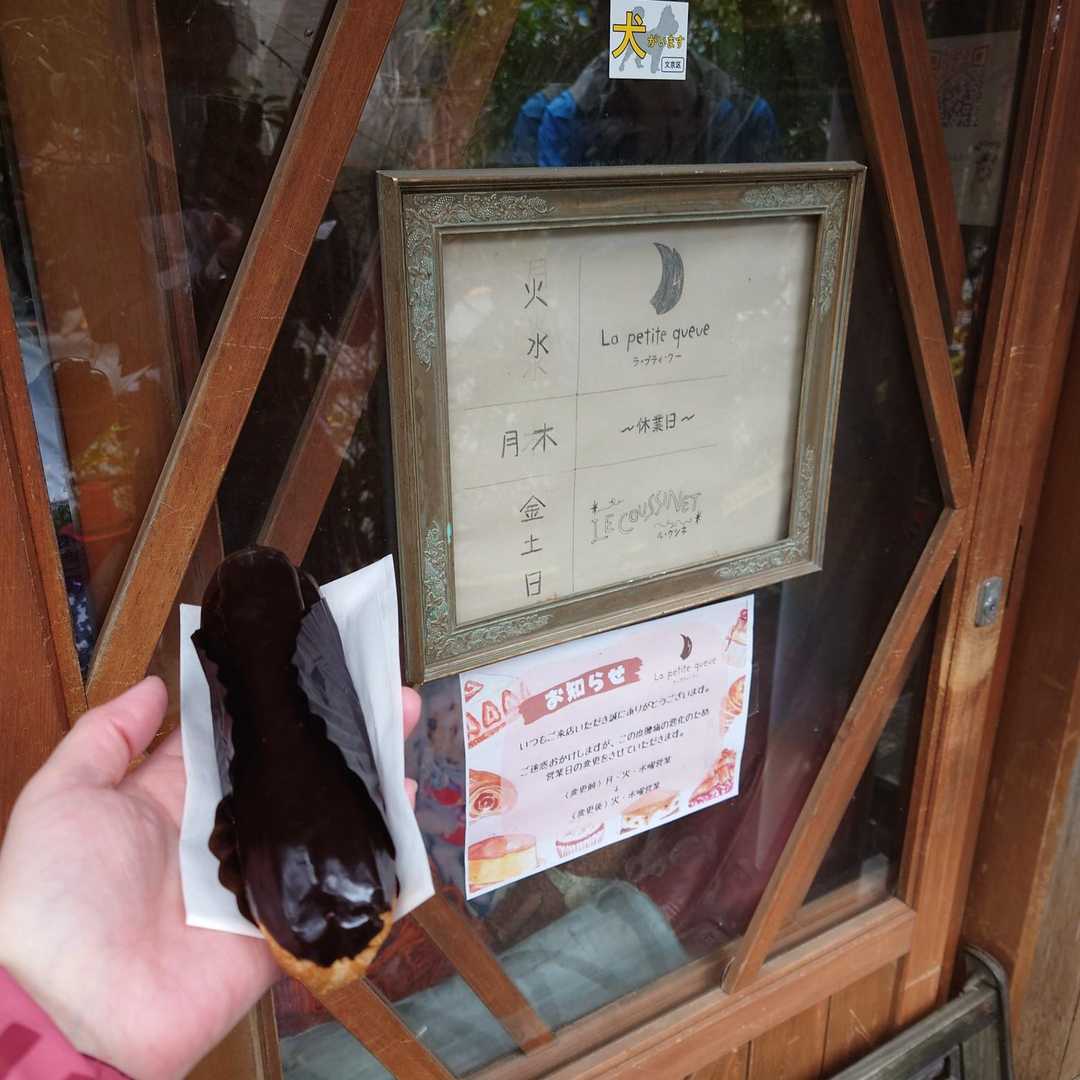 犬がいます
文京区
火
水
La petite queue
ラ・プティ・クー
月 木
〜休業日〜
金
土
日
LE COUSSINET
ル・クシネ
お知らせ
La petite queue
いつもご来店いただき誠にありがとうございます。
ご迷惑おかけしますが、この度腰痛の悪化のため
営業日の変更をさせていただきます。
（変更前）月・火・水曜営業
↓
（変更後）火・水曜営業